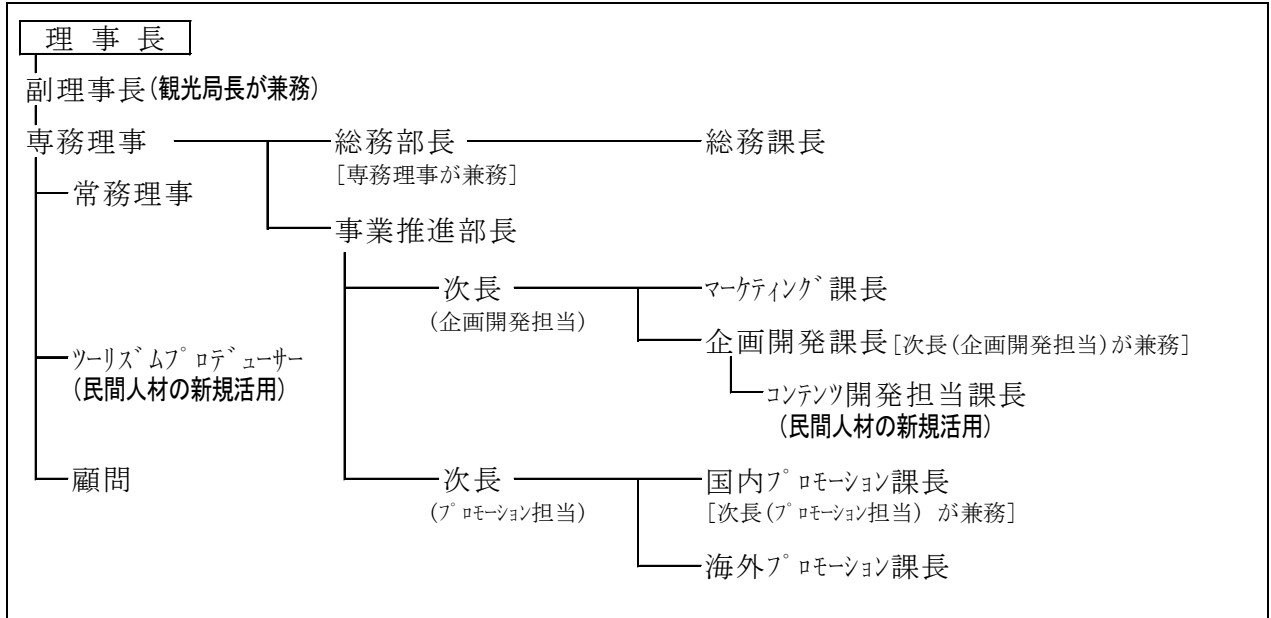 理事長
副理事長(観光局長が兼務)
専務理事 総務部長 総務課長
[専務理事が兼務]
常務理事
事業推進部長
次長 ﾏｰｹﾃｨﾝｸﾞ課長
(企画開発担当)
企画開発課長[次長(企画開発担当)が兼務]
ﾂｰﾘｽﾞﾑﾌﾟﾛﾃﾞｭｰｻｰ
(民間人材の新規活用)
ｺﾝﾃﾝﾂ開発担当課長
(民間人材の新規活用)
顧問 次長 国内ﾌﾟﾛﾓｰｼｮﾝ課長
(ﾌﾟﾛﾓｰｼｮﾝ担当) [次長(ﾌﾟﾛﾓｰｼｮﾝ担当) が兼務]
海外ﾌﾟﾛﾓｰｼｮﾝ課長